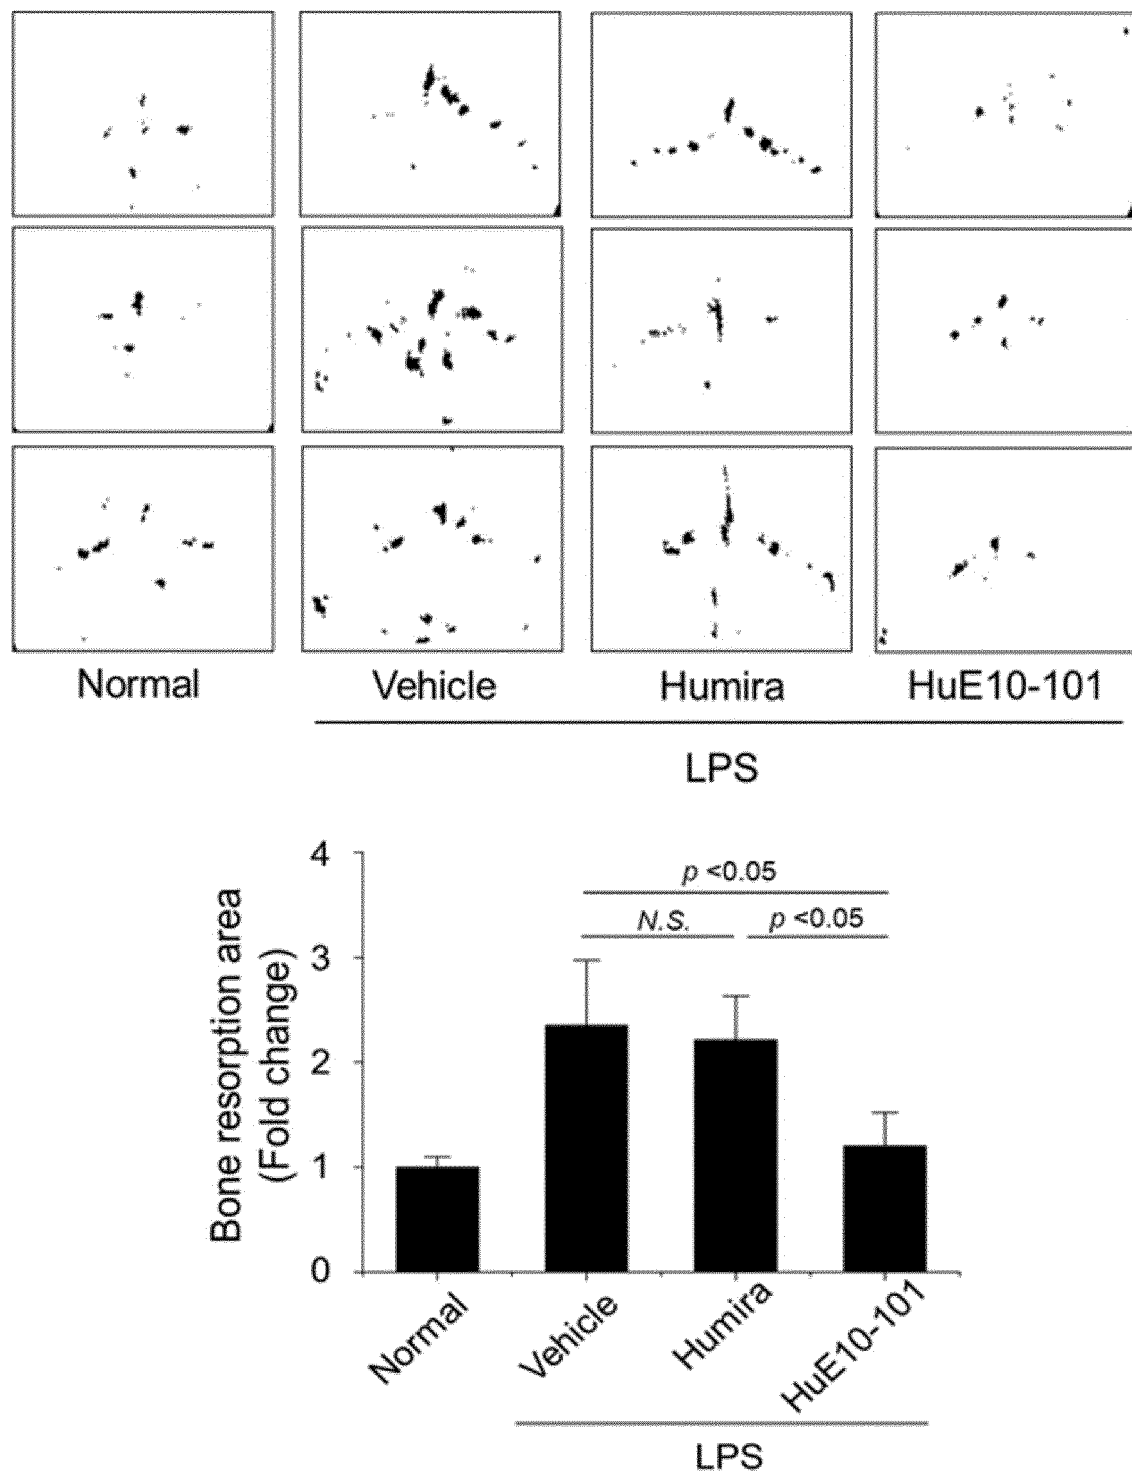 Normal Vehicle Humira HuE10-101
LPS
Bone resorption area
(Fold change)
4
3
2
1
0
p <0.05
N.S. p <0.05
Normal Vehicle Humira HuE10-101
LPS